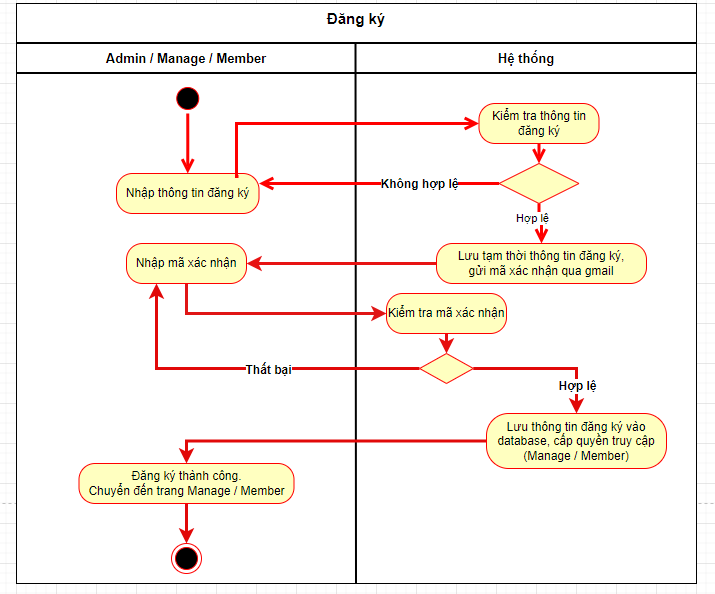 Đăng ký
Admin / Manage / Member
Hệ thống
Kiểm tra thông tin
đăng ký
Nhập thông tin đăng ký
Không hợp lệ
Hợp lệ
Nhập mã xác nhận
Lưu tạm thời thông tin đăng ký,
gửi mã xác nhận qua gmail
Kiểm tra mã xác nhận
Thất bại
Hợp lệ
Lưu thông tin đăng ký vào
database, cấp quyền truy cập
(Manage / Member)
Đăng ký thành công.
Chuyển đến trang Manage / Member